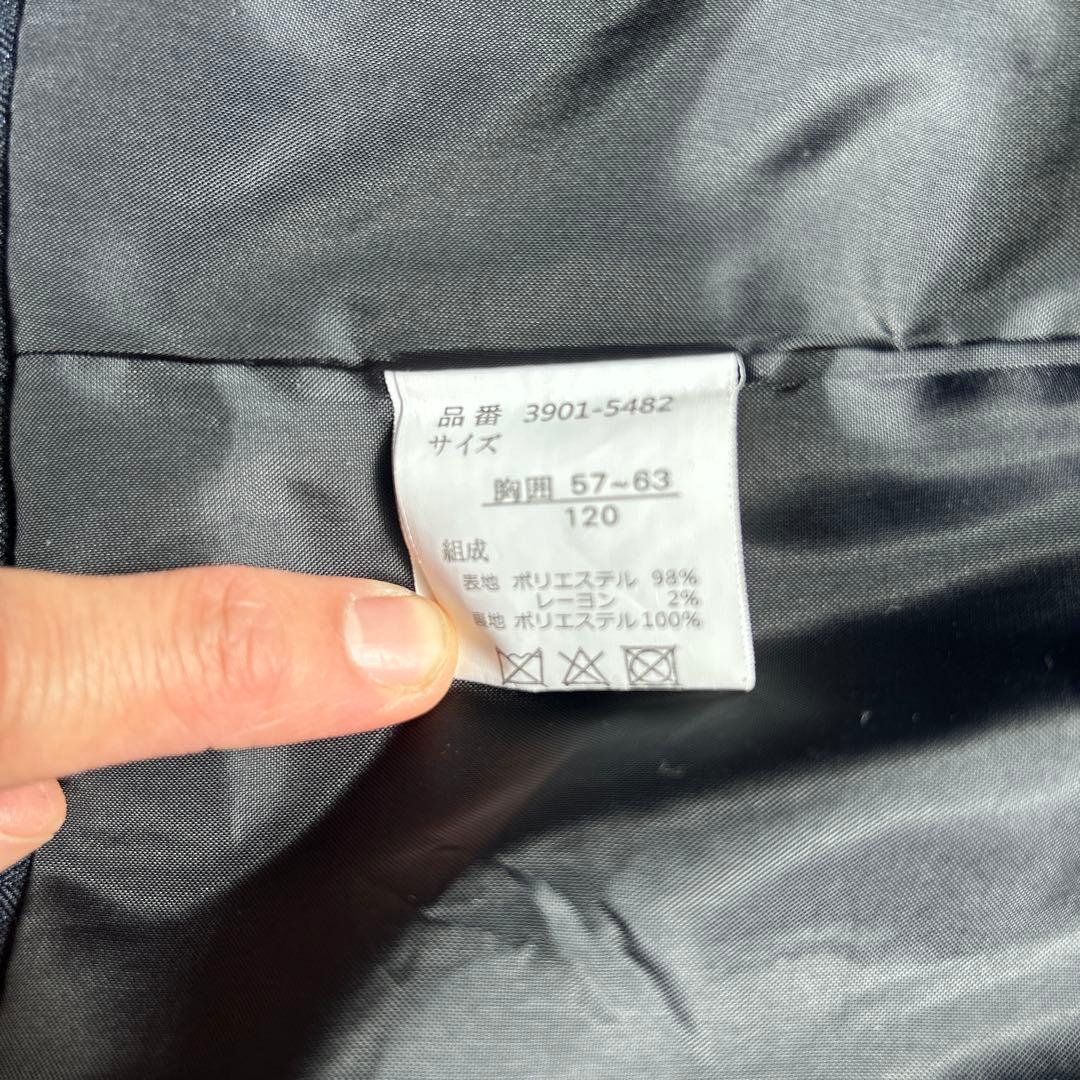 品番 3901-5482
サイズ
胸囲 57~63
120
組成
表地 ポリエステル 98%
レーヨン 2%
裏地 ポリエステル 100%